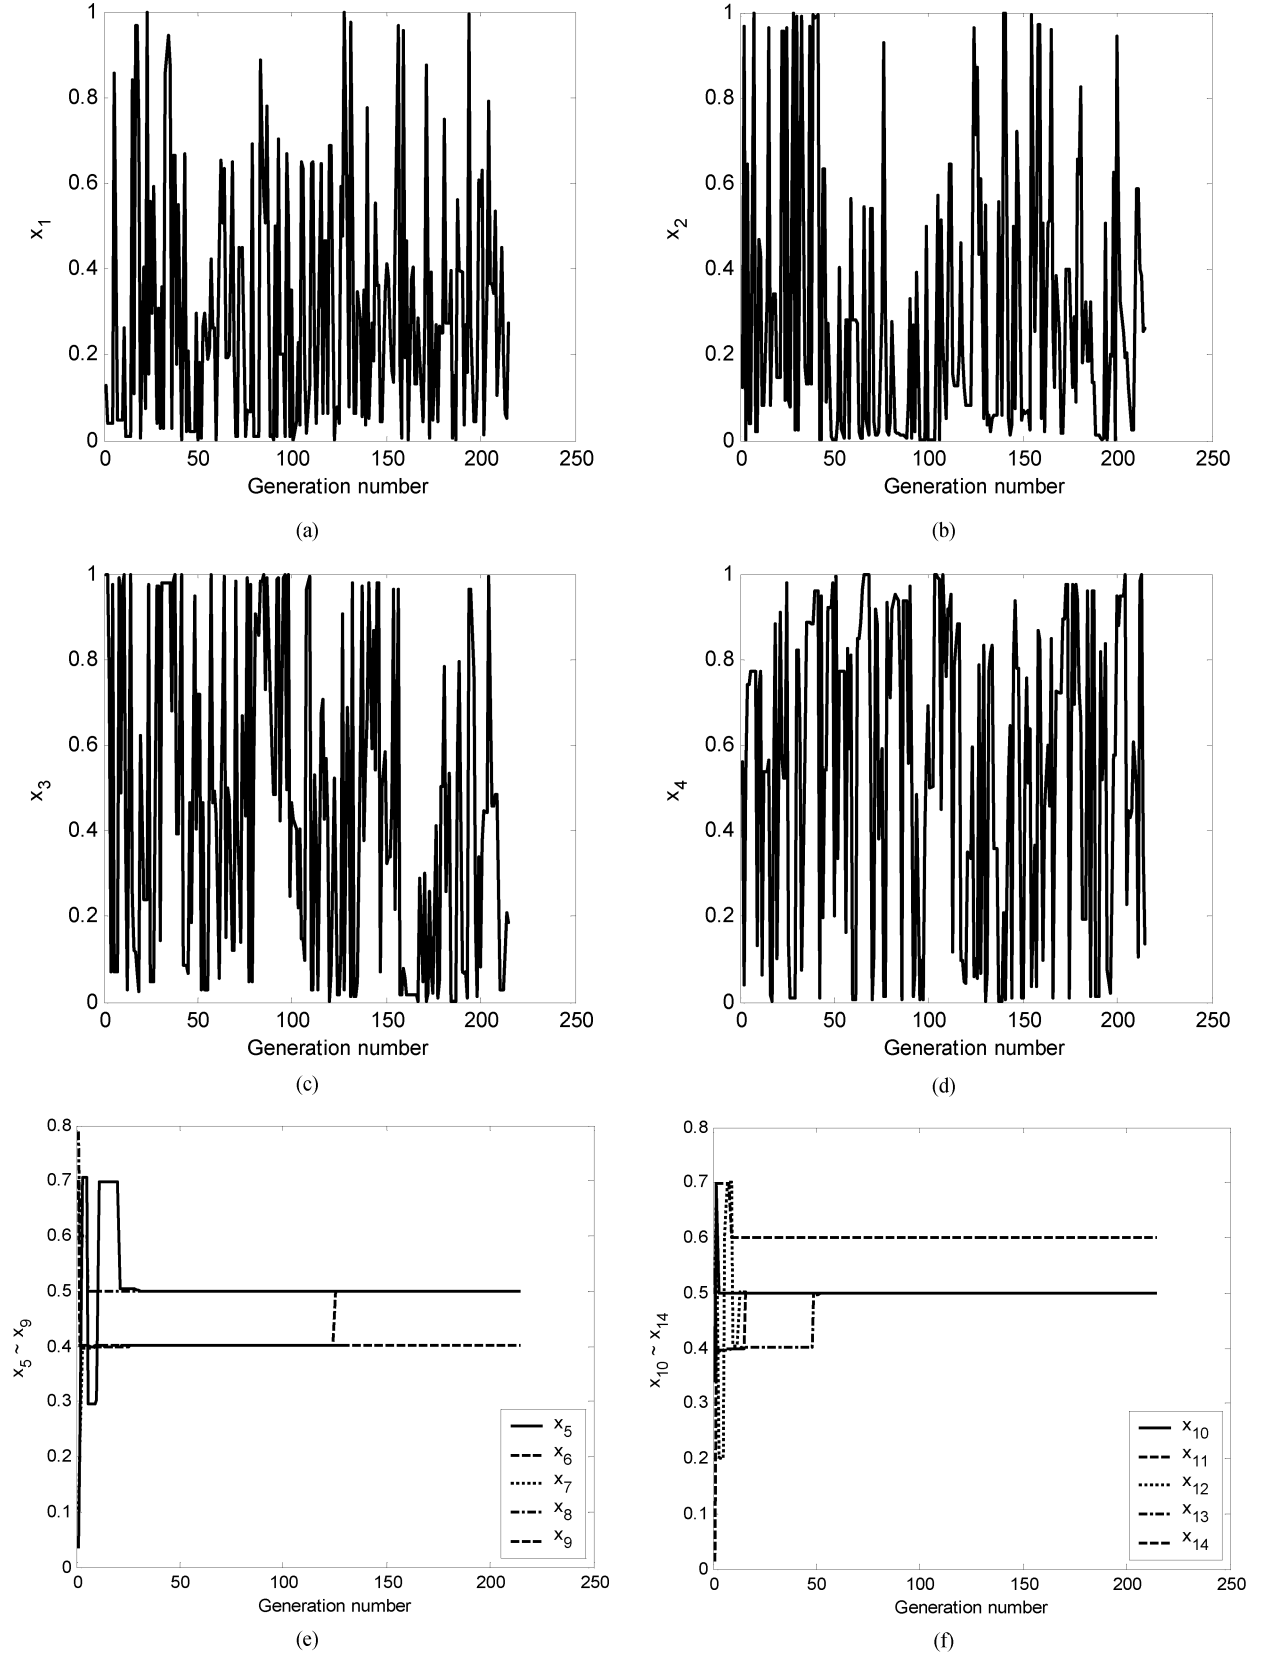 1
0.8
0.6
0.4
0.2
0
x1
0 50 100 150 200 250
Generation number
(a)
1
0.8
0.6
0.4
0.2
0
x2
0 50 100 150 200 250
Generation number
(b)
1
0.8
0.6
0.4
0.2
0
x3
0 50 100 150 200 250
Generation number
(c)
1
0.8
0.6
0.4
0.2
0
x4
0 50 100 150 200 250
Generation number
(d)
0.8
0.7
0.6
0.5
0.4
0.3
0.2
0.1
0
x5 ~ x9
x5
x6
x7
x8
x9
0 50 100 150 200 250
Generation number
(e)
0.8
0.7
0.6
0.5
0.4
0.3
0.2
0.1
0
x10 ~ x14
x10
x11
x12
x13
x14
0 50 100 150 200 250
Generation number
(f)